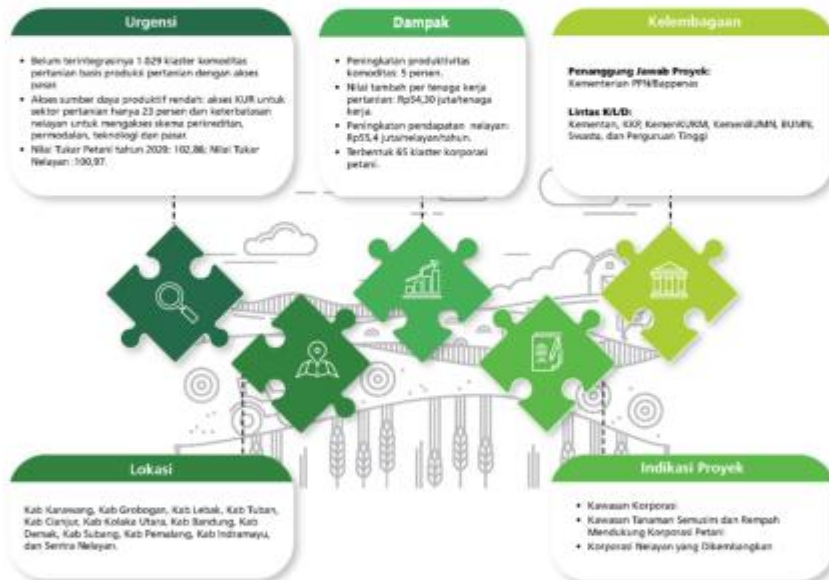 Urgensi
• Belum terintegrasinya 1.029 klaster komoditas
pertanian basis produksi pertanian dengan akses
pasar.
• Akses sumber daya produktif rendah: akses KUR untuk
sektor pertanian hanya 23 persen dan keterbatasan
nelayan untuk mengakses skema perkreditan,
permodalan, teknologi dan pasar.
• Nilai Tukar Petani tahun 2020: 102,86; Nilai Tukar
Nelayan :100,97.
Dampak
• Peningkatan produktivitas
komoditas: 5 persen.
• Nilai tambah per tenaga kerja
pertanian: Rp54,30 juta/tenaga
kerja.
• Peningkatan pendapatan nelayan:
Rp55,4 juta/nelayan/tahun.
• Terbentuk 65 klaster korporasi
petani.
Kelembagaan
Penanggung Jawab Proyek:
Kementerian PPN/Bappenas
Lintas K/L/D:
Kementan, KKP, KemenKUKM, KemenBUMN, BUMN,
Swasta, dan Perguruan Tinggi
Lokasi
Kab Karawang, Kab Grobogan, Kab Lebak, Kab Tuban,
Kab Cianjur, Kab Kolaka Utara, Kab Bandung, Kab
Demak, Kab Subang, Kab Pemalang, Kab Indramayu,
dan Sentra Nelayan.
Indikasi Proyek
• Kawasan Korporasi
• Kawasan Tanaman Semusim dan Rempah
Mendukung Korporasi Petani
• Korporasi Nelayan yang Dikembangkan